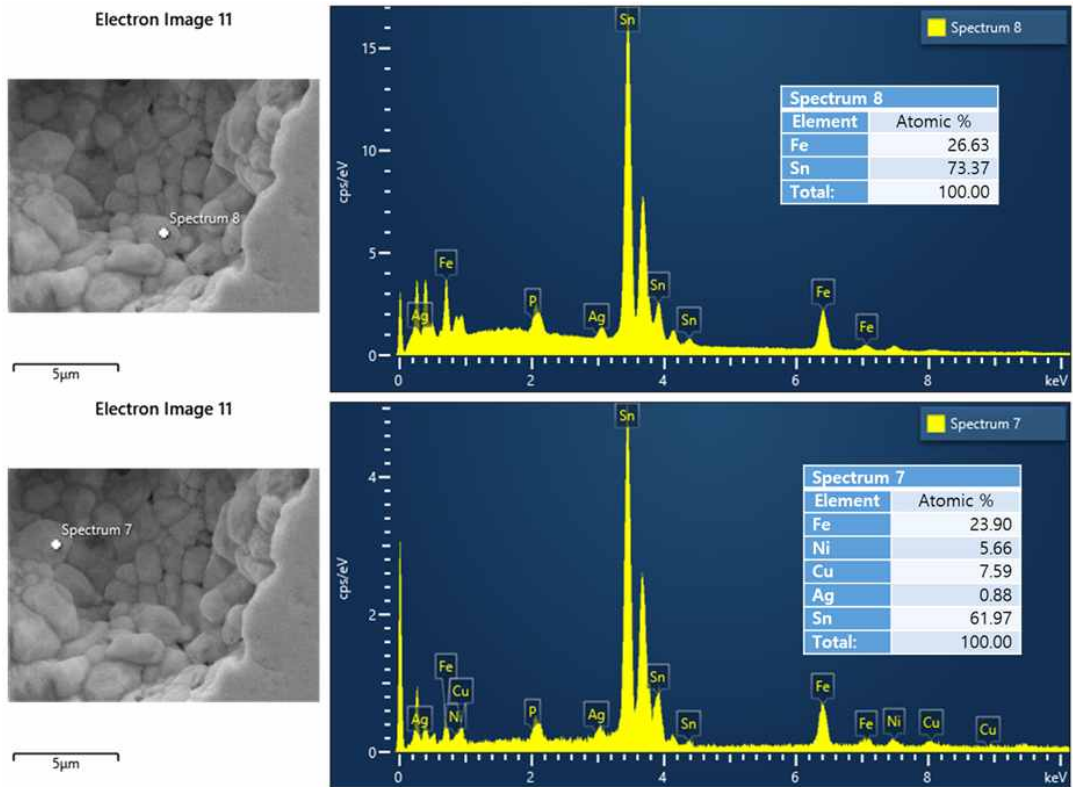 Electron Image 11
Spectrum 8
5μm
Spectrum 8
cps/eV
15
10
5
0
Sn
Fe
Ag
P
Ag
Sn
Sn
Fe
Fe
0 2 4 6 8 keV
Spectrum 8
Element Atomic %
Fe 26.63
Sn 73.37
Total: 100.00
Electron Image 11
Spectrum 7
5μm
Spectrum 7
cps/eV
4
2
0
Sn
Fe
Cu
Ag
Ni
P
Ag
Sn
Sn
Fe
Fe
Ni
Cu
Cu
0 2 4 6 8 keV
Spectrum 7
Element Atomic %
Fe 23.90
Ni 5.66
Cu 7.59
Ag 0.88
Sn 61.97
Total: 100.00